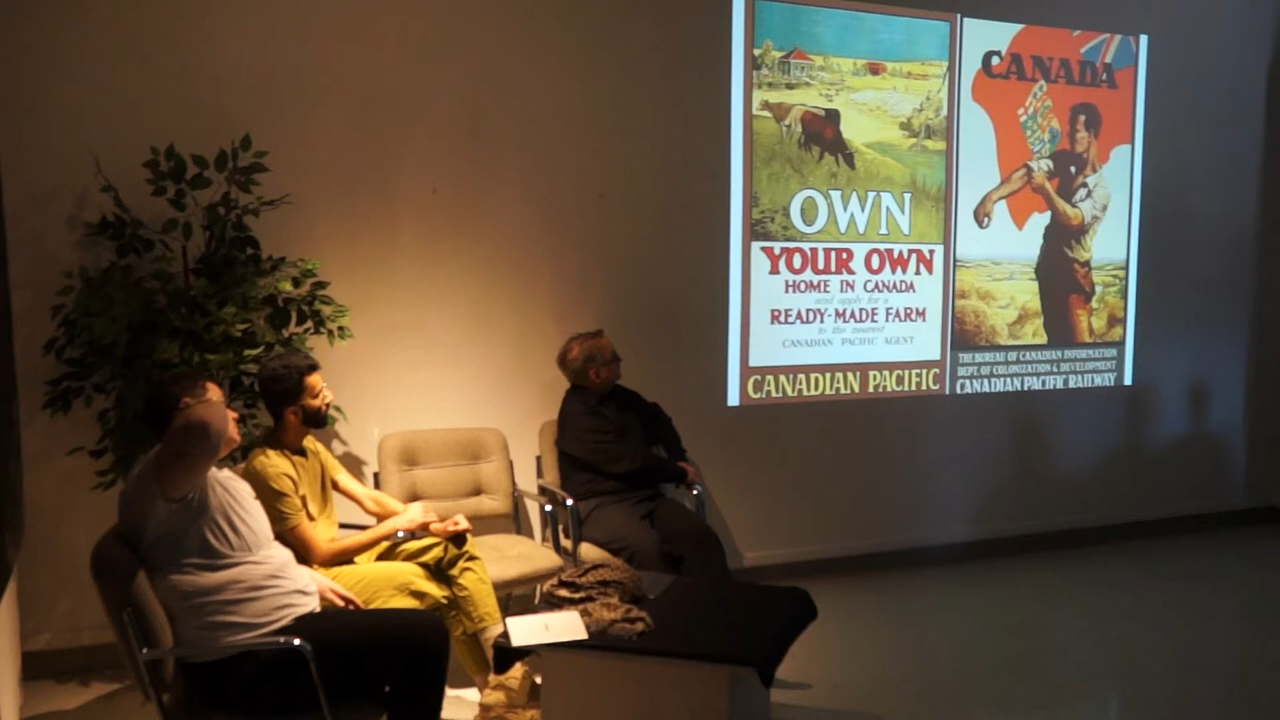 OWN
YOUR OWN
HOME IN CANADA
and apply for a
READY-MADE FARM
to the nearest
CANADIAN PACIFIC AGENT
CANADIAN PACIFIC
CANADA
THE BUREAU OF CANADIAN INFORMATION
DEPT. OF COLONIZATION & DEVELOPMENT
CANADIAN PACIFIC RAILWAY